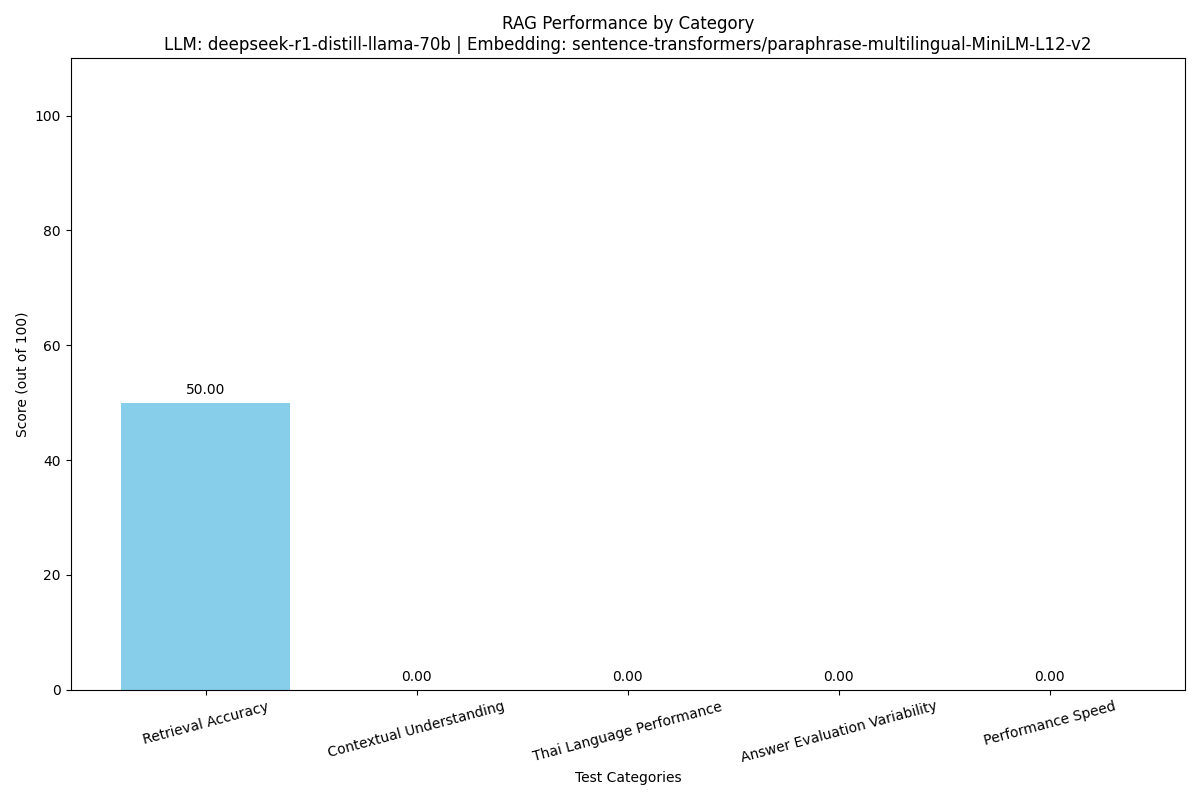 RAG Performance by Category
LLM: deepseek-r1-distill-llama-70b | Embedding: sentence-transformers/paraphrase-multilingual-MiniLM-L12-v2
Score (out of 100)
100
80
60
40
20
0
50.00
0.00
0.00
0.00
0.00
Retrieval Accuracy
Contextual Understanding
Thai Language Performance
Answer Evaluation Variability
Performance Speed
Test Categories